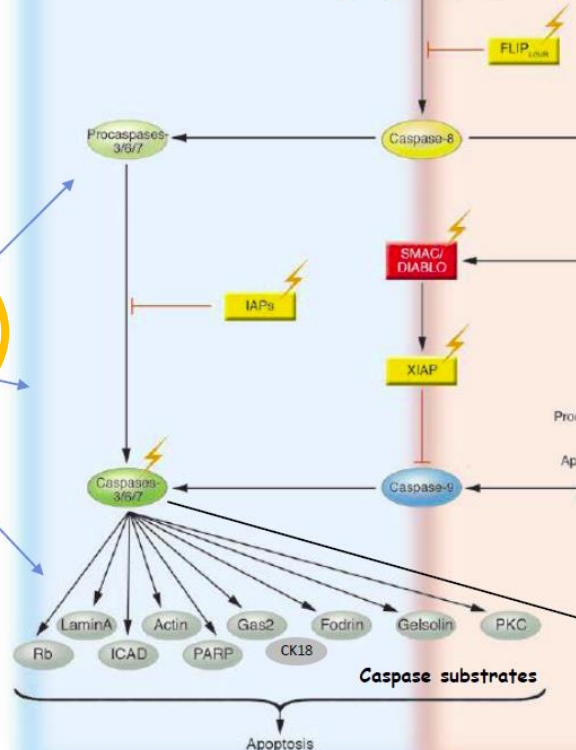 FLIP
Procaspases-
3/6/7
Caspase-8
SMAC/
DIABLO
IAPs
XIAP
Caspases-
3/6/7
Caspase-9
LaminA
Actin
Gas2
Fodrin
Gelsolin
PKC
Rb
ICAD
PARP
CK18
Caspase substrates
Apoptosis